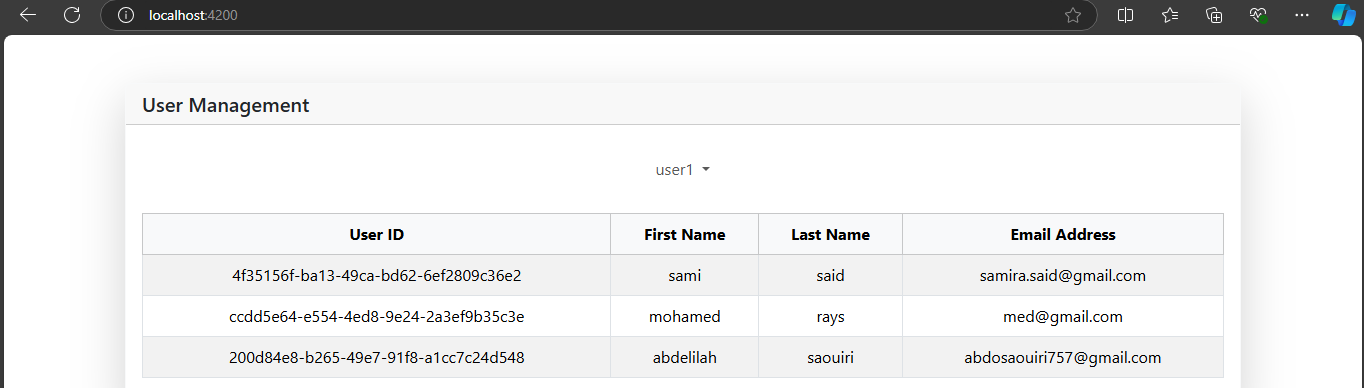 localhost:4200
User Management
user1
User ID First Name Last Name Email Address
4f35156f-ba13-49ca-bd62-6ef2809c36e2 sami said samira.said@gmail.com
ccdd5e64-e554-4ed8-9e24-2a3ef9b35c3e mohamed rays med@gmail.com
200d84e8-b265-49e7-91f8-a1cc7c24d548 abdelilah saouiri abdosaouiri757@gmail.com